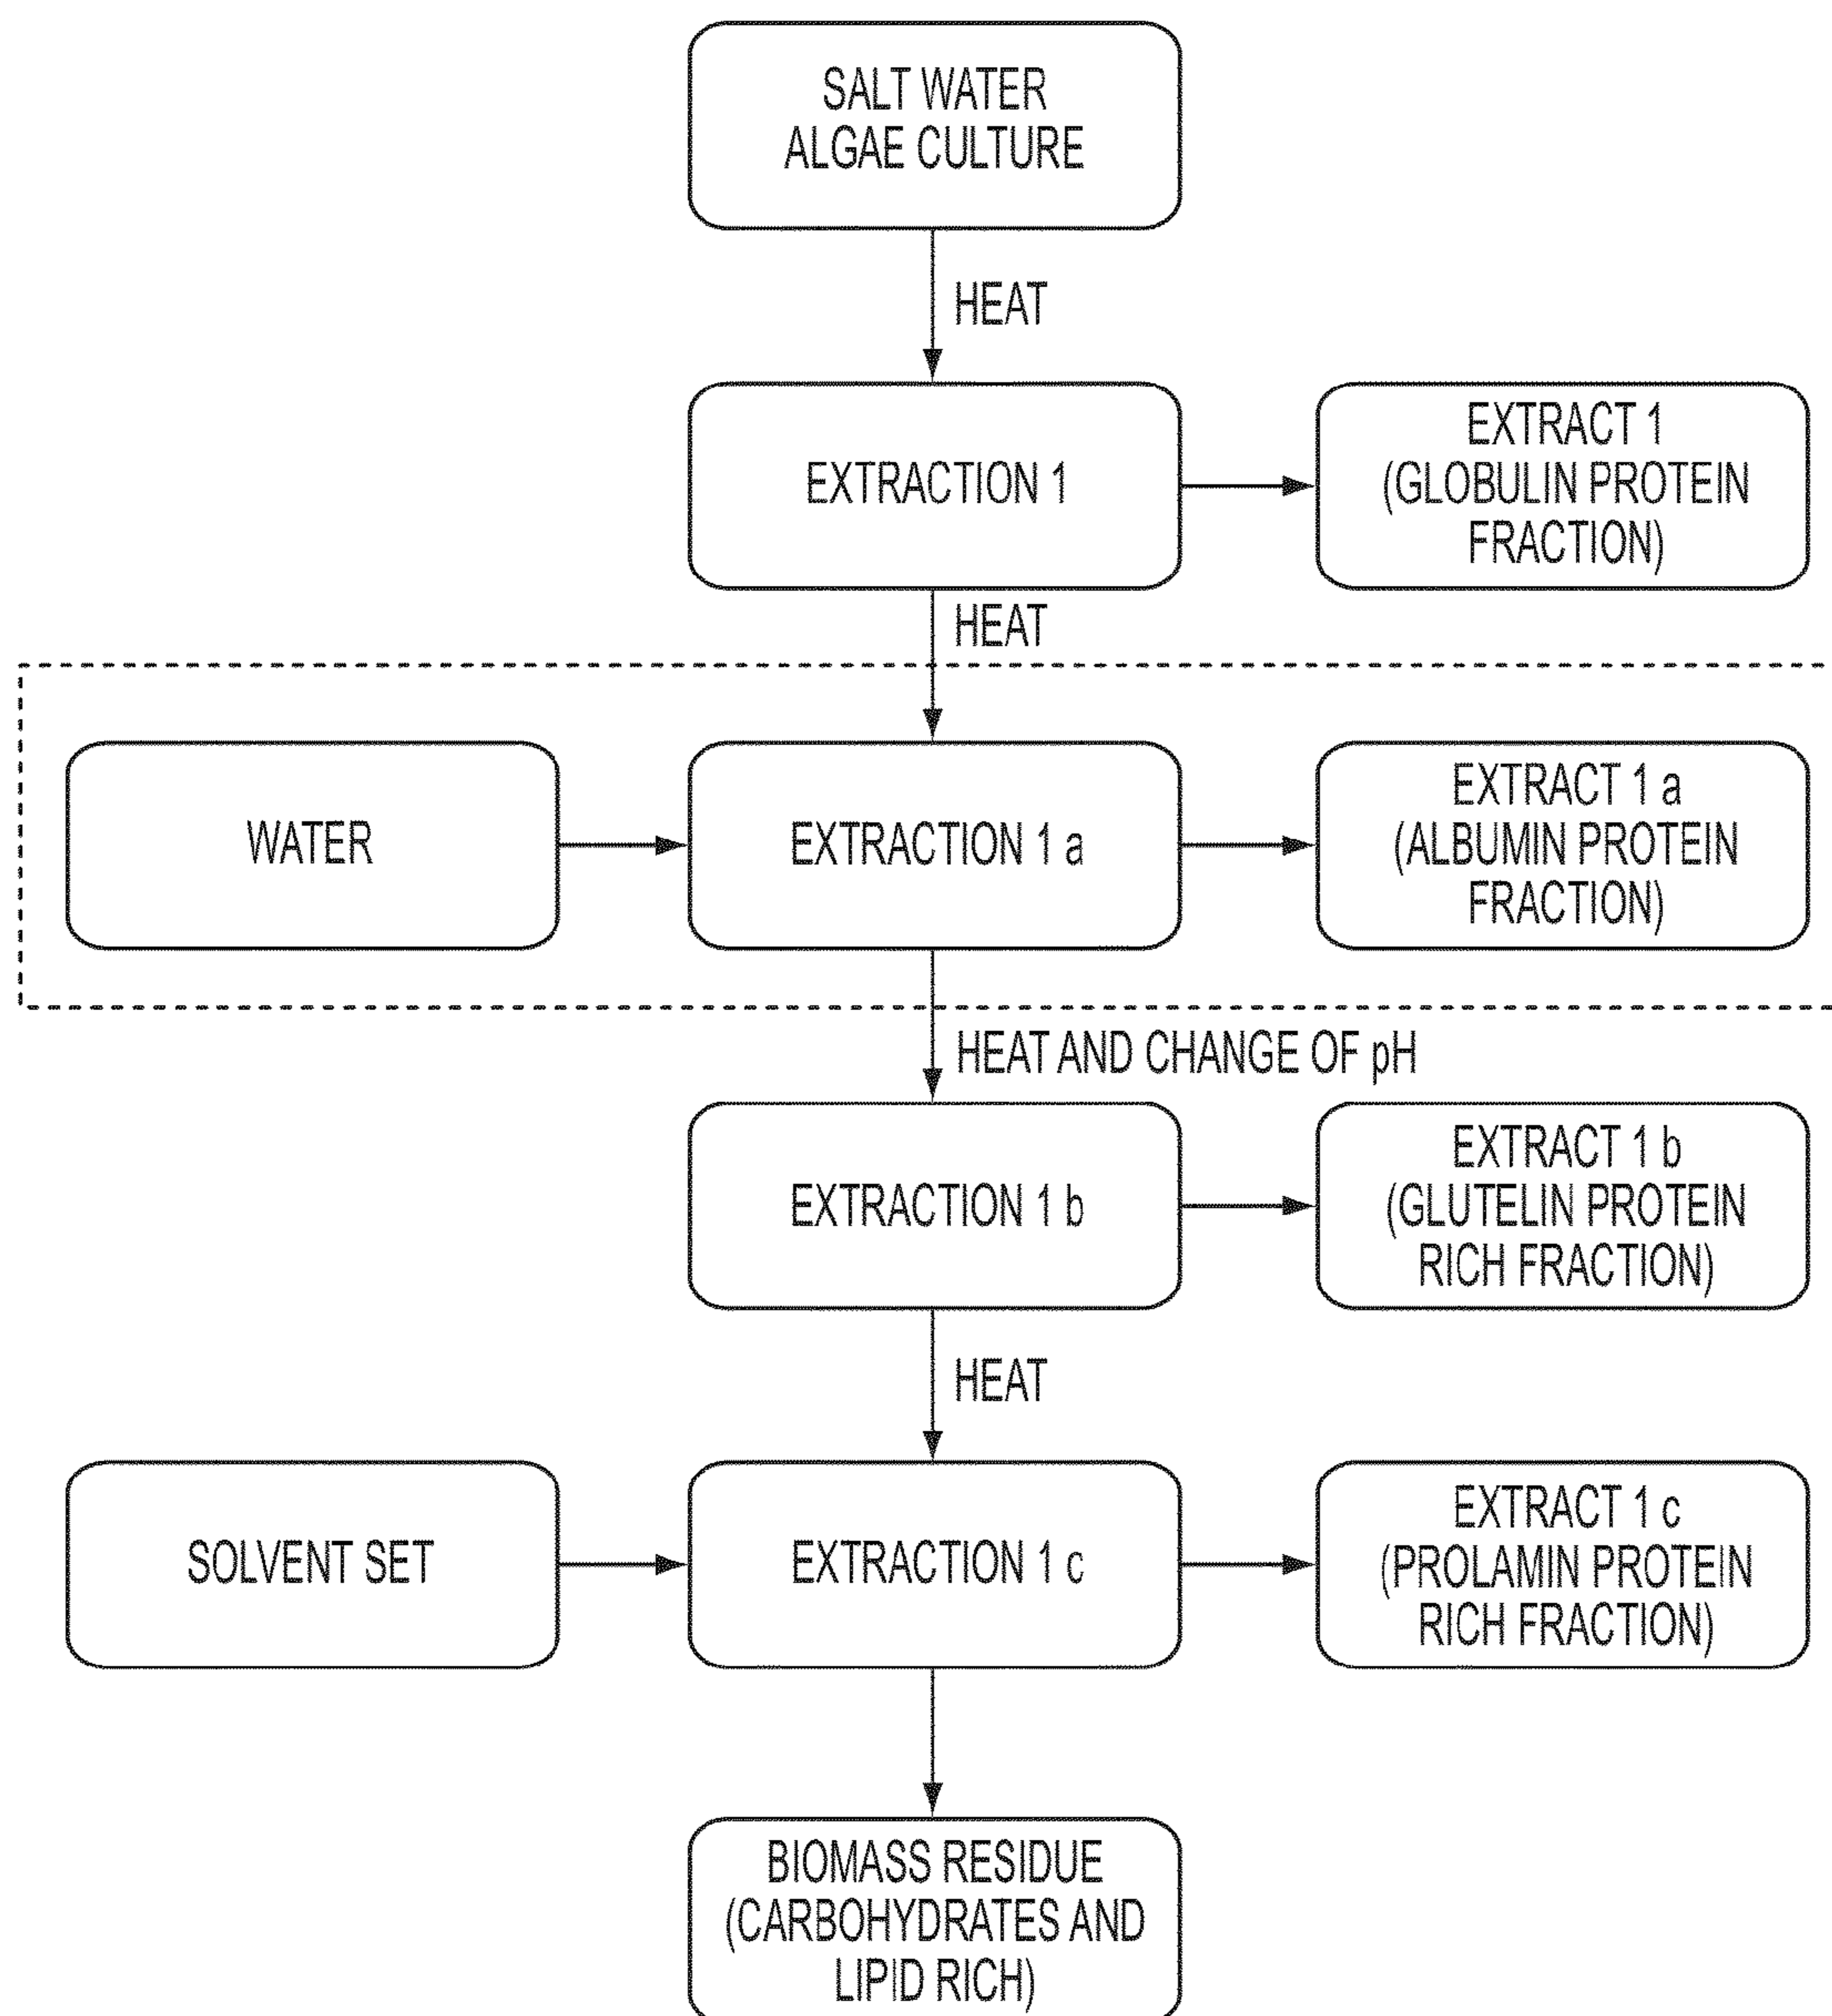 SALT WATER
ALGAE CULTURE
HEAT
EXTRACTION 1
EXTRACT 1
(GLOBULIN PROTEIN
FRACTION)
HEAT
WATER
EXTRACTION 1 a
EXTRACT 1 a
(ALBUMIN PROTEIN
FRACTION)
HEAT AND CHANGE OF pH
EXTRACTION 1 b
EXTRACT 1 b
(GLUTELIN PROTEIN
RICH FRACTION)
HEAT
SOLVENT SET
EXTRACTION 1 c
EXTRACT 1 c
(PROLAMIN PROTEIN
RICH FRACTION)
BIOMASS RESIDUE
(CARBOHYDRATES AND
LIPID RICH)